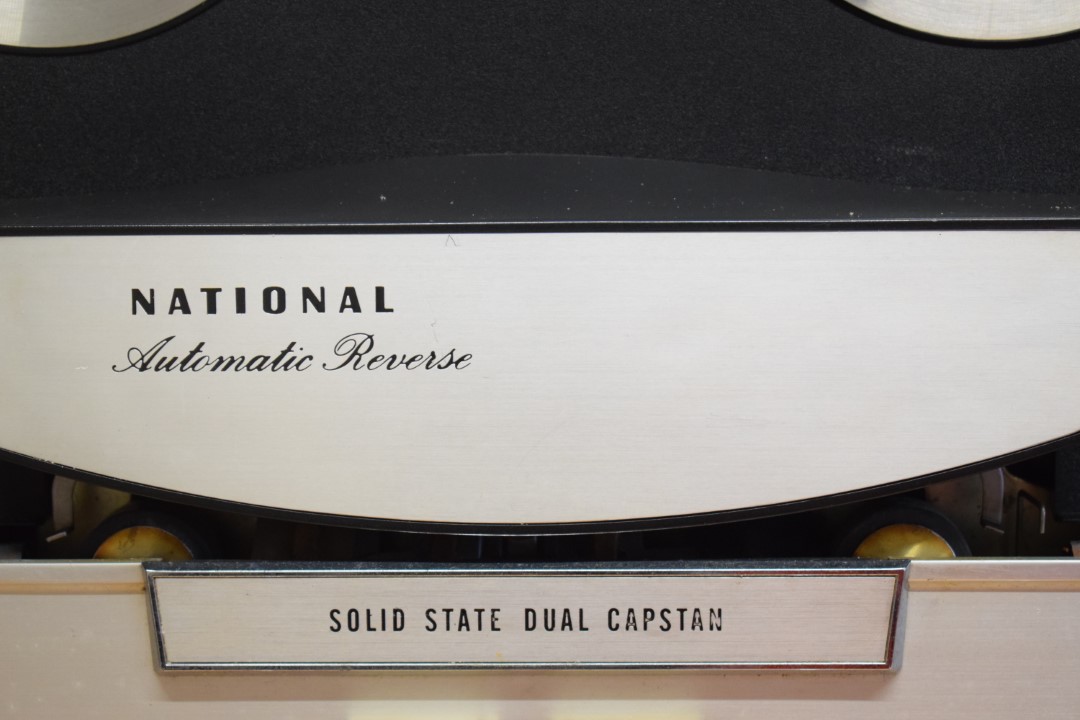 NATIONAL
Automatic Reverse
SOLID STATE DUAL CAPSTAN